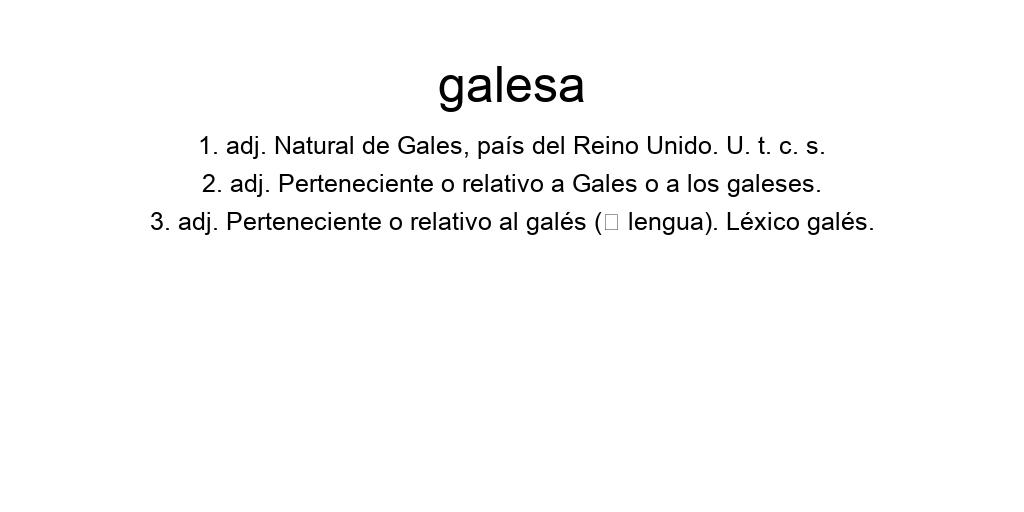 galesa
1. adj. Natural de Gales, país del Reino Unido. U. t. c. s.
2. adj. Perteneciente o relativo a Gales o a los galeses.
3. adj. Perteneciente o relativo al galés (□ lengua). Léxico galés.